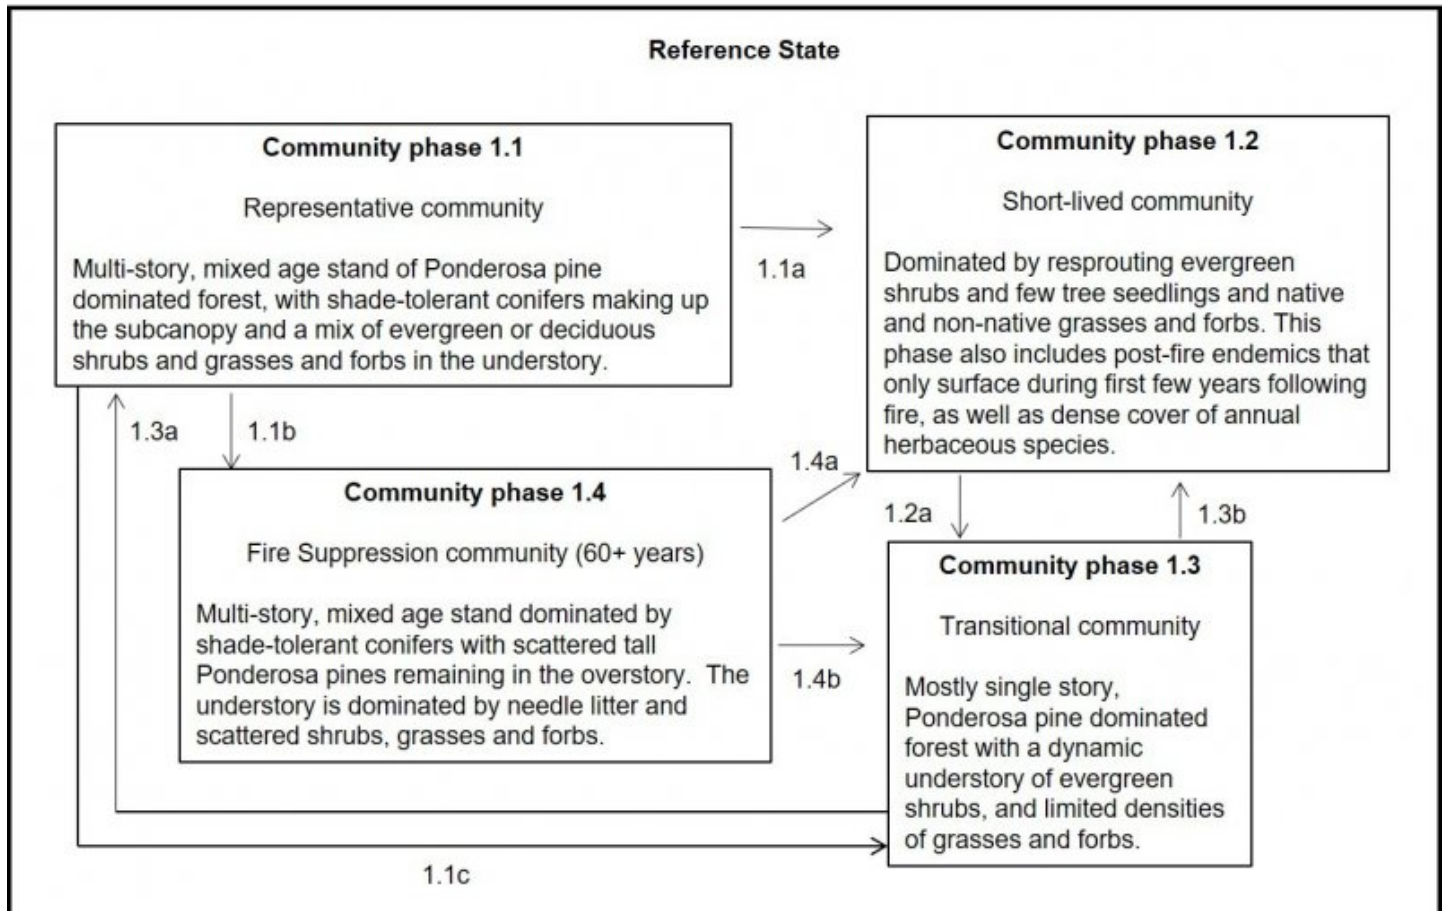 Reference State
Community phase 1.1
Representative community
Multi-story, mixed age stand of Ponderosa pine
dominated forest, with shade-tolerant conifers making up
the subcanopy and a mix of evergreen or deciduous
shrubs and grasses and forbs in the understory.
1.1a
Community phase 1.2
Short-lived community
Dominated by resprouting evergreen
shrubs and few tree seedlings and native
and non-native grasses and forbs. This
phase also includes post-fire endemics that
only surface during first few years following
fire, as well as dense cover of annual
herbaceous species.
1.3a
1.1b
1.4a
Community phase 1.4
Fire Suppression community (60+ years)
Multi-story, mixed age stand dominated by
shade-tolerant conifers with scattered tall
Ponderosa pines remaining in the overstory. The
understory is dominated by needle litter and
scattered shrubs, grasses and forbs.
1.4b
1.2a
1.3b
Community phase 1.3
Transitional community
Mostly single story,
Ponderosa pine dominated
forest with a dynamic
understory of evergreen
shrubs, and limited densities
of grasses and forbs.
1.1c